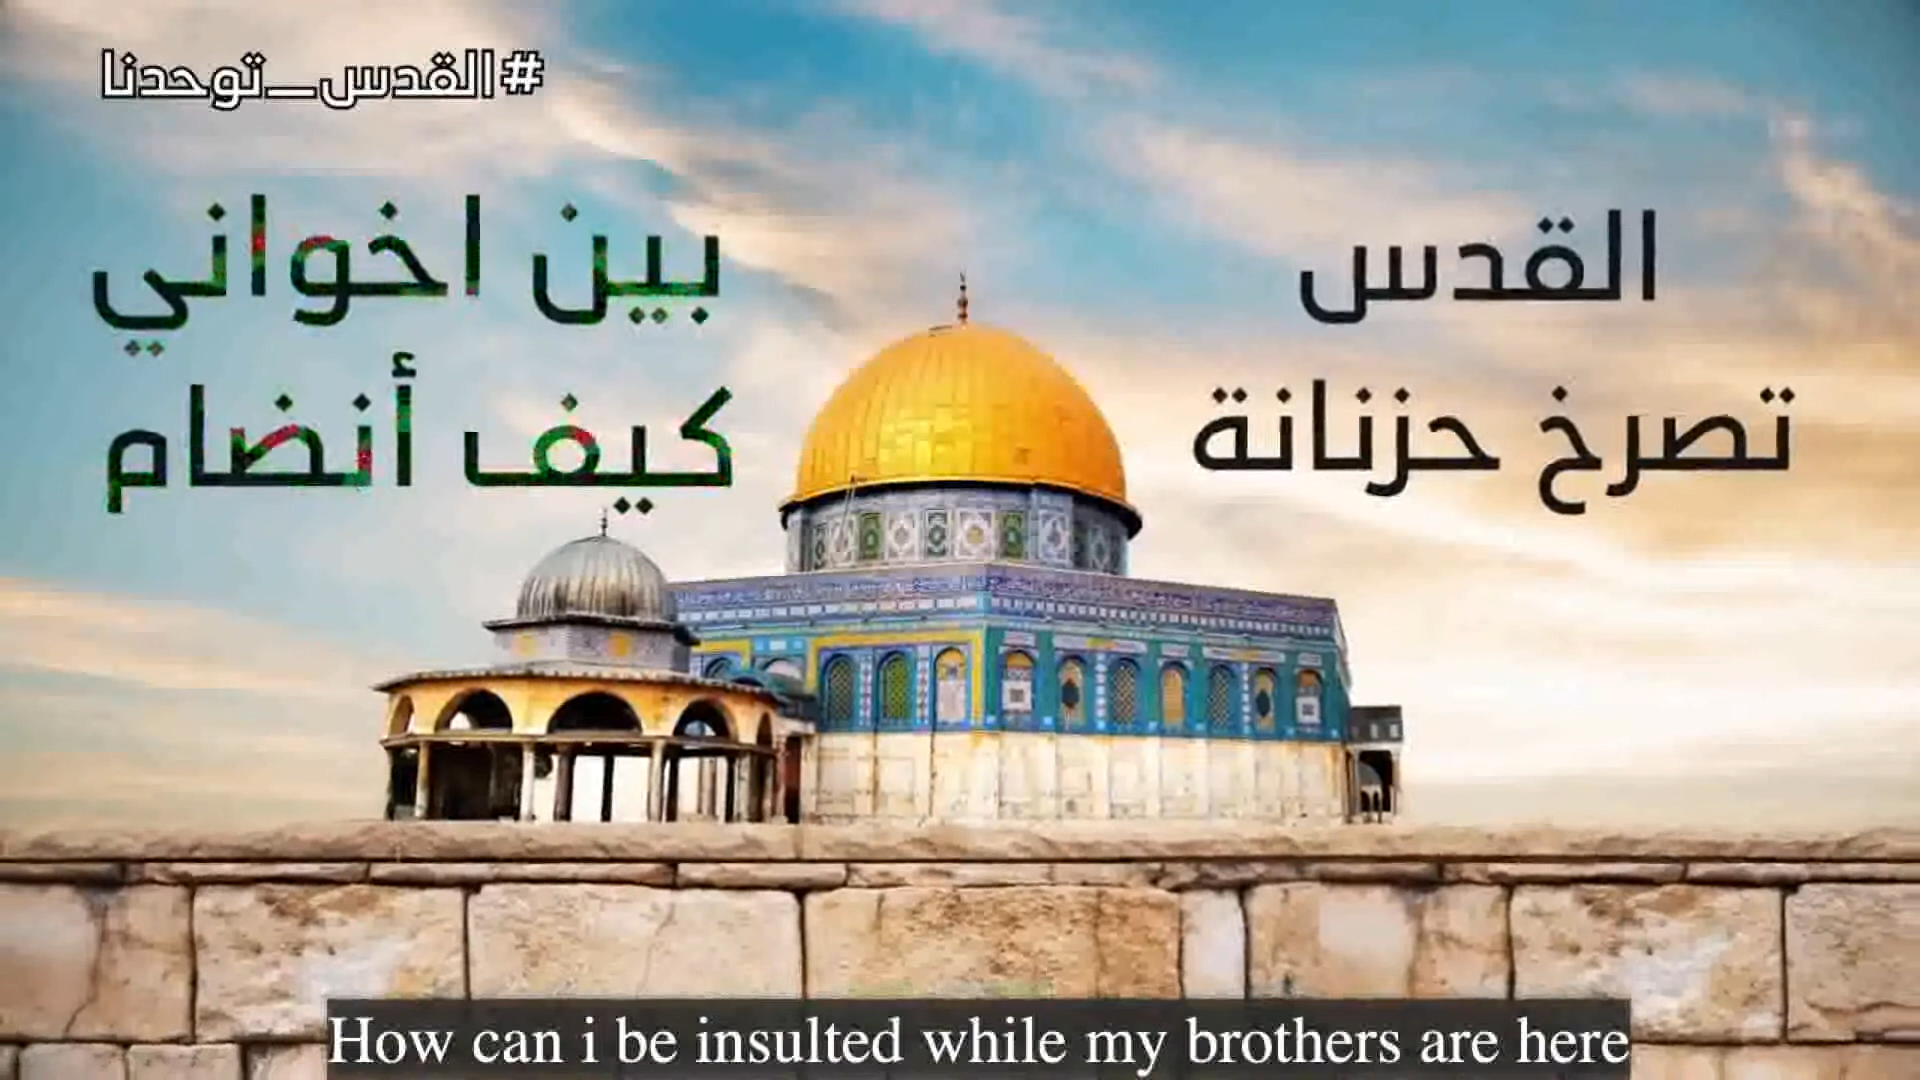 #القدس_توحدنا
القدس
تصرخ حزنانة
بين اخواني
كيف أنضام
How can i be insulted while my brothers are here